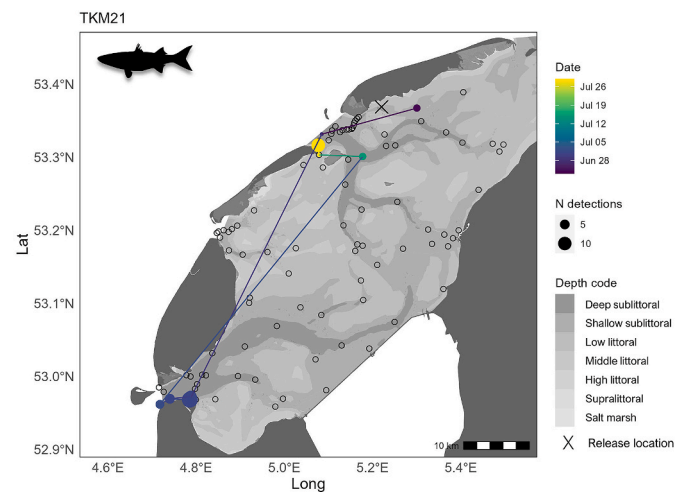 TKM21
Lat
53.4°N
53.3°N
53.2°N
53.1°N
53.0°N
52.9°N
4.6°E
4.8°E
5.0°E
5.2°E
5.4°E
Long
10 km
Date
Jul 26
Jul 19
Jul 12
Jul 05
Jun 28
N detections
5
10
Depth code
Deep sublittoral
Shallow sublittoral
Low littoral
Middle littoral
High littoral
Supralittoral
Salt marsh
Release location